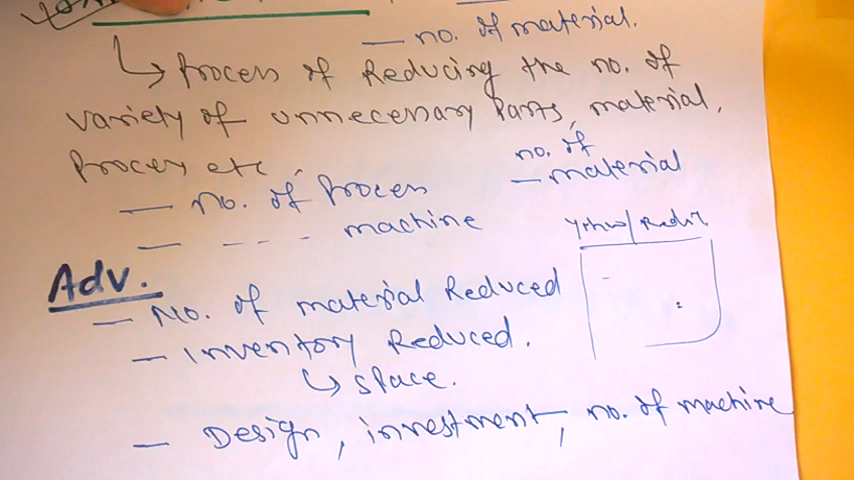 — no. of material.
↳ Process of Reducing the no. of
variety of unnecessary Parts, material,
Process etc.
no. of
— material
— no. of Process
— - - - machine
Adv.
— No. of material Reduced
— Inventory Reduced.
↳ space.
— Design, investment, no. of machine